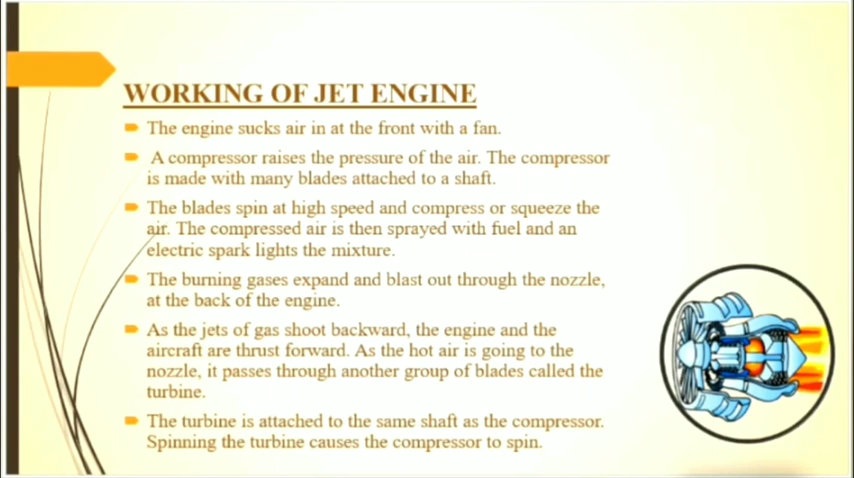 WORKING OF JET ENGINE
The engine sucks air in at the front with a fan.
A compressor raises the pressure of the air. The compressor
is made with many blades attached to a shaft.
The blades spin at high speed and compress or squeeze the
air. The compressed air is then sprayed with fuel and an
electric spark lights the mixture.
The burning gases expand and blast out through the nozzle,
at the back of the engine.
As the jets of gas shoot backward, the engine and the
aircraft are thrust forward. As the hot air is going to the
nozzle, it passes through another group of blades called the
turbine.
The turbine is attached to the same shaft as the compressor.
Spinning the turbine causes the compressor to spin.